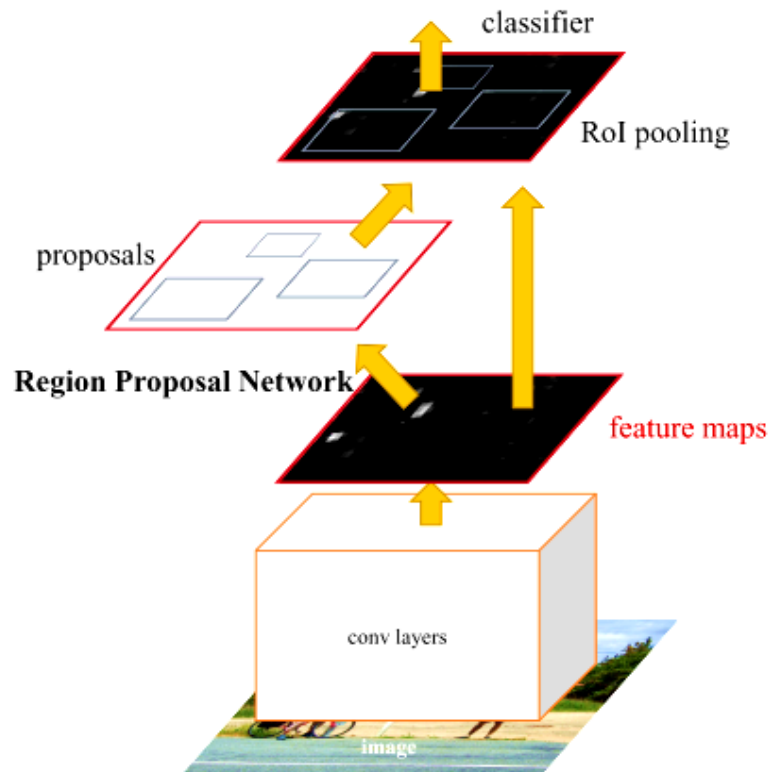 classifier
RoI pooling
proposals
Region Proposal Network
feature maps
conv layers
image